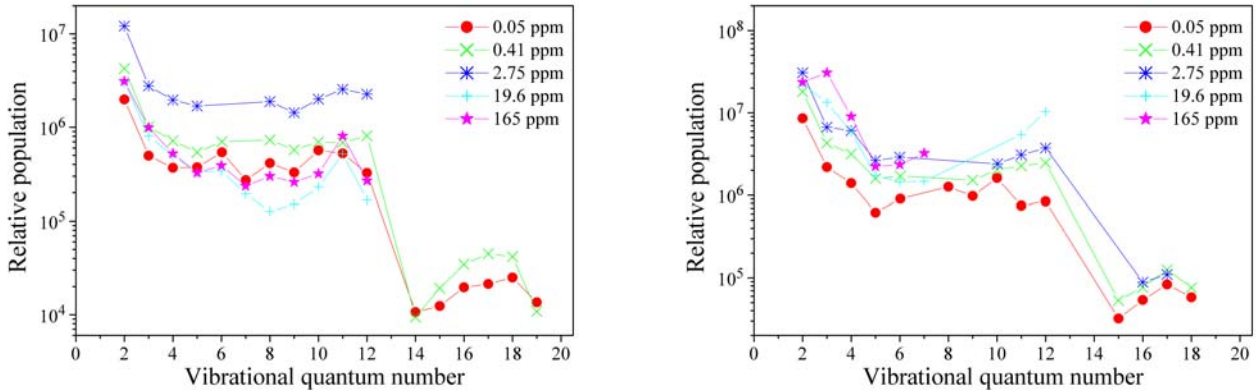 10^7
10^6
10^5
10^4
Relative population
0 2 4 6 8 10 12 14 16 18 20
Vibrational quantum number
0.05 ppm
0.41 ppm
2.75 ppm
19.6 ppm
165 ppm
10^8
10^7
10^6
10^5
Relative population
0 2 4 6 8 10 12 14 16 18 20
Vibrational quantum number
0.05 ppm
0.41 ppm
2.75 ppm
19.6 ppm
165 ppm